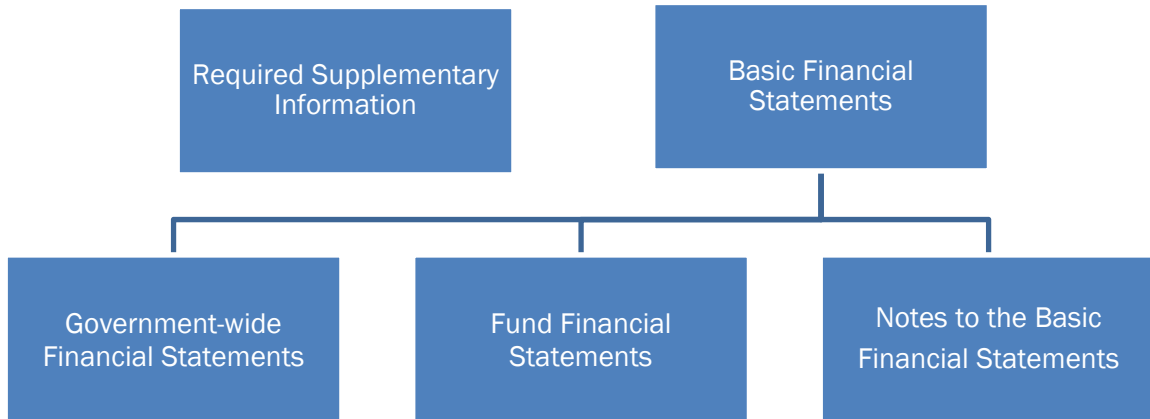 Required Supplementary
Information
Basic Financial
Statements
Government-wide
Financial Statements
Fund Financial
Statements
Notes to the Basic
Financial Statements